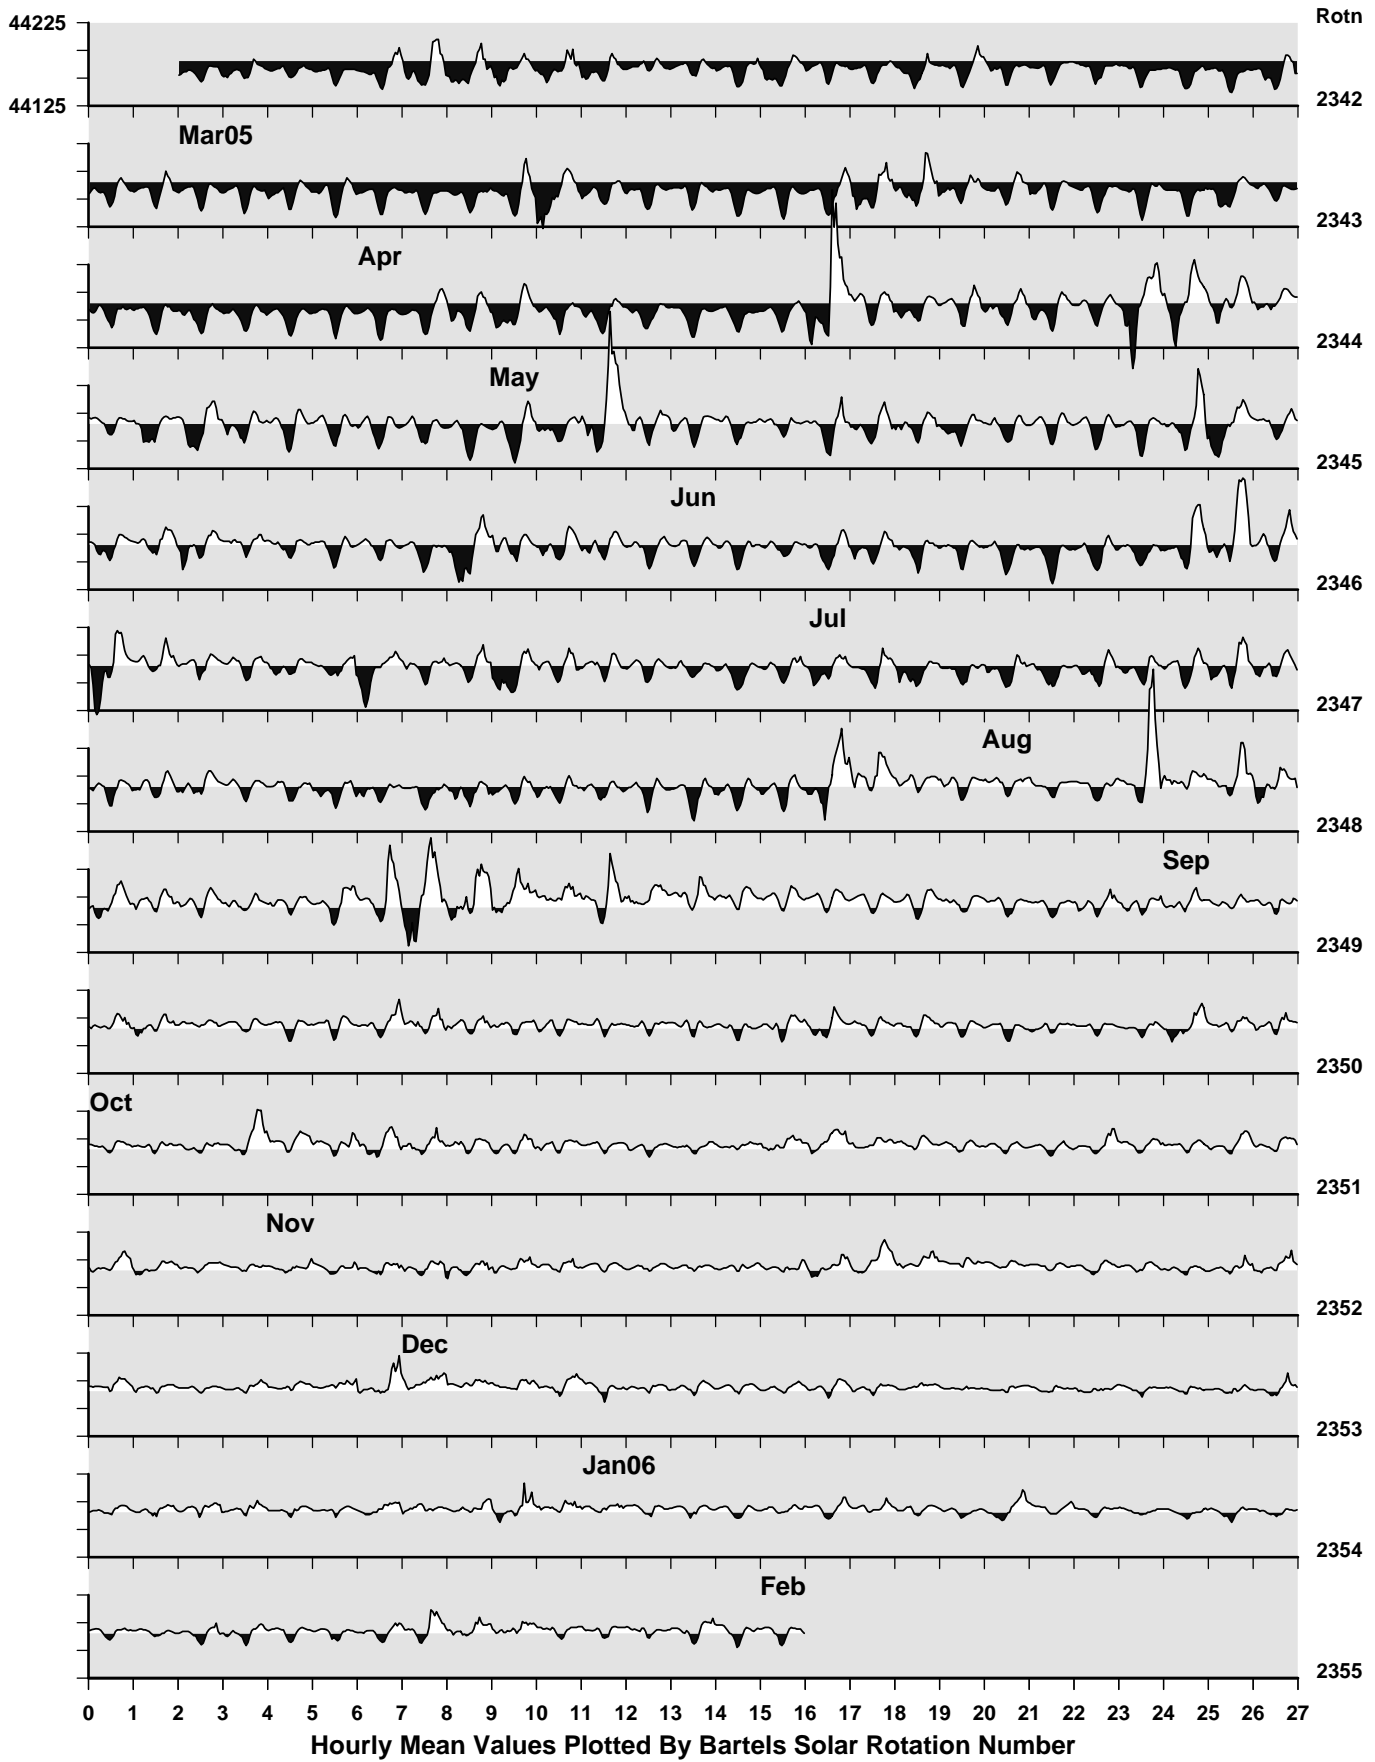 44225
Rotn
44125
2342
Mar05
2343
Apr
2344
May
2345
Jun
2346
Jul
2347
Aug
2348
Sep
2349
2350
Oct
2351
Nov
2352
Dec
2353
Jan06
2354
Feb
2355
0 1 2 3 4 5 6 7 8 9 10 11 12 13 14 15 16 17 18 19 20 21 22 23 24 25 26 27
Hourly Mean Values Plotted By Bartels Solar Rotation Number